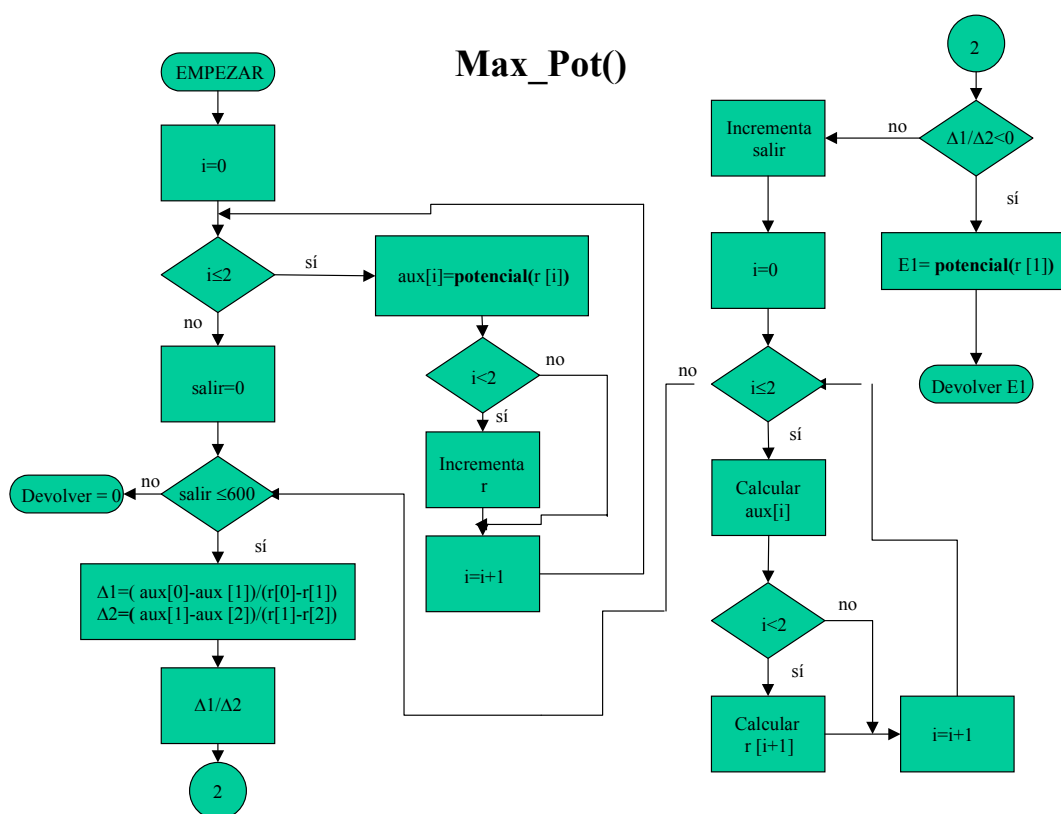 Max_Pot()
EMPEZAR
i=0
i≤2
sí
aux[i]=potencial(r [i])
i<2
no
sí
Incrementa
r
i=i+1
no
salir=0
salir ≤600
no
Devolver = 0
sí
Δ1=( aux[0]-aux [1])/(r[0]-r[1])
Δ2=( aux[1]-aux [2])/(r[1]-r[2])
Δ1/Δ2
2
2
Δ1/Δ2<0
no
sí
E1= potencial(r [1])
Devolver E1
Incrementa
salir
i=0
i≤2
no
sí
Calcular
aux[i]
i<2
no
sí
Calcular
r [i+1]
i=i+1